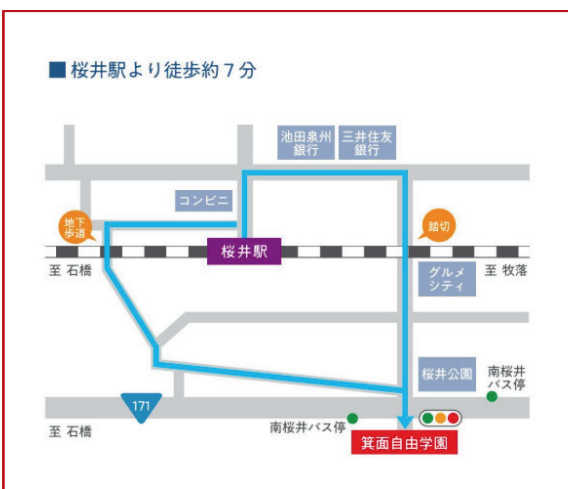 ■ 桜井駅より徒歩約７分
池田泉州
銀行
三井住友
銀行
コンビニ
地下
歩道
踏切
桜井駅
至 石橋
グルメ
シティ
至 牧落
桜井公園
南桜井
バス停
171
至 石橋
南桜井バス停
箕面自由学園